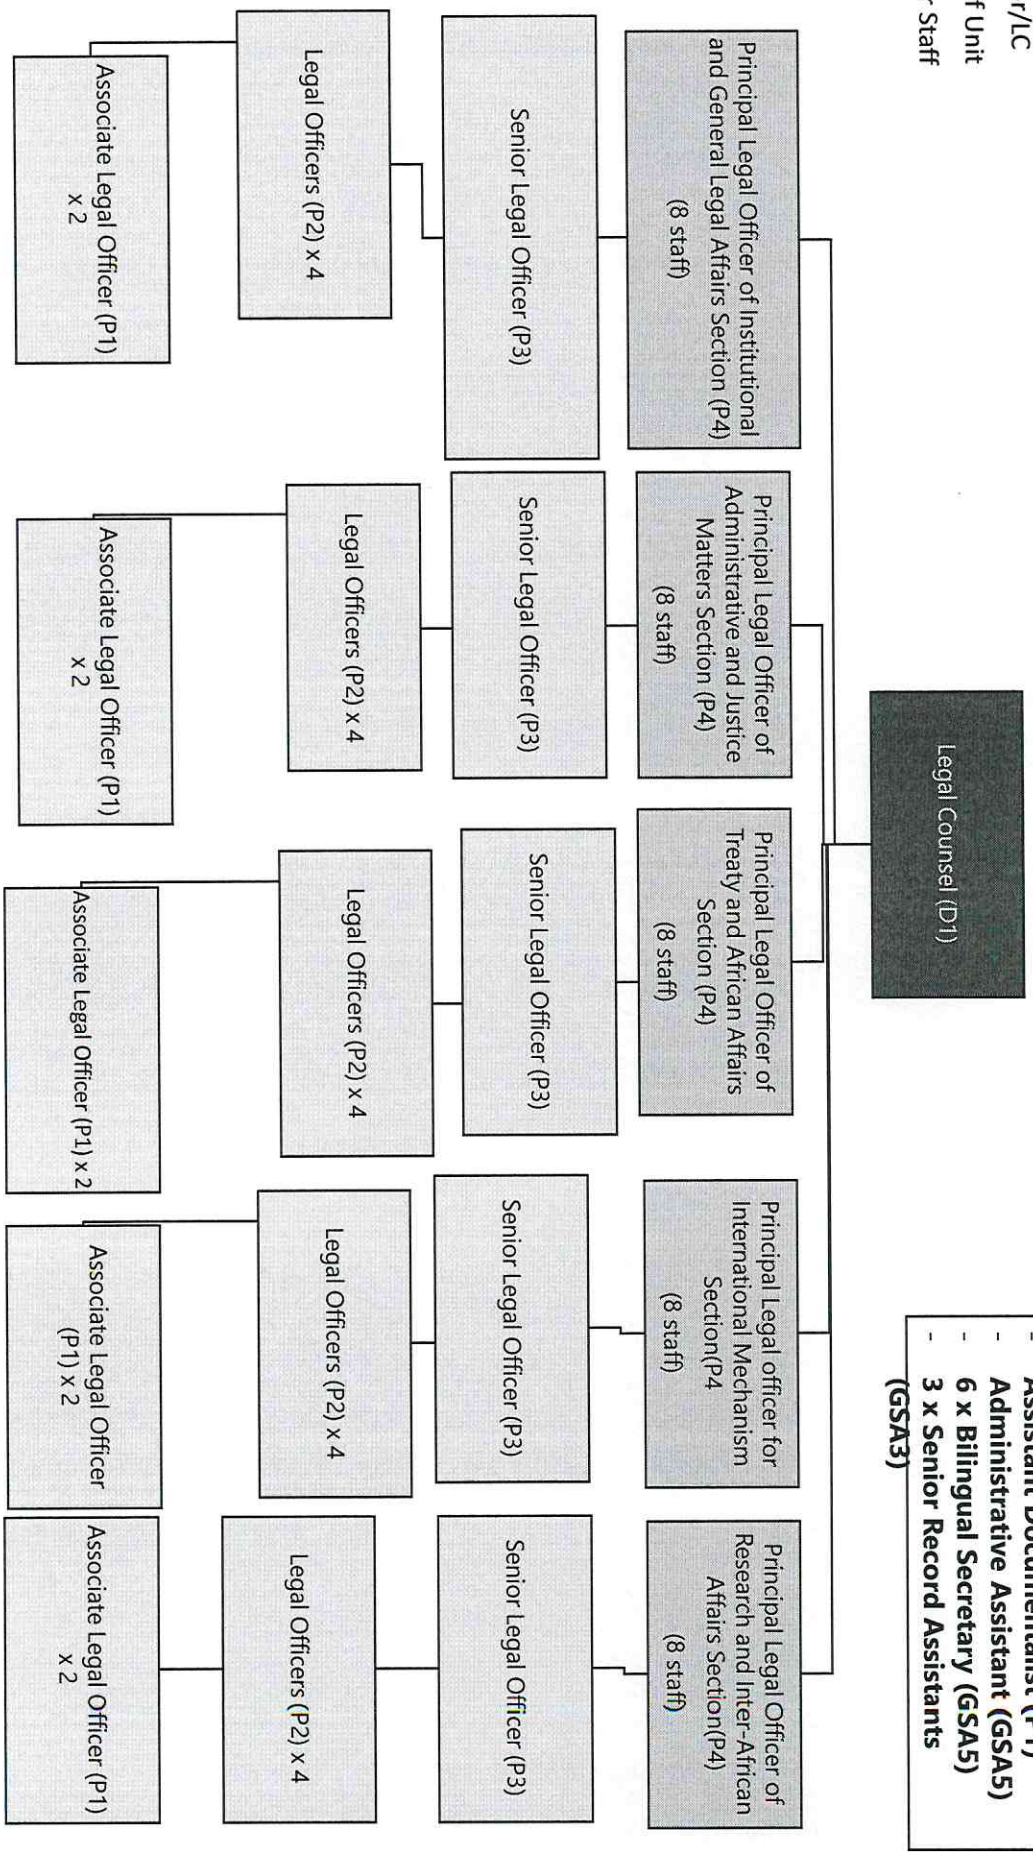 r/LC
f Unit
r Staff
- Assistant Documentalist (P1)
- Administrative Assistant (GSA5)
- 6 x Bilingual Secretary (GSA5)
- 3 x Senior Record Assistants
(GSA3)
Legal Counsel (D1)
Principal Legal Officer of Institutional
and General Legal Affairs Section (P4)
(8 staff)
Principal Legal Officer of
Administrative and Justice
Matters Section (P4)
(8 staff)
Principal Legal Officer of
Treaty and African Affairs
Section (P4)
(8 staff)
Principal Legal officer for
International Mechanism
Section(P4
(8 staff)
Principal Legal Officer of
Research and Inter-African
Affairs Section(P4)
(8 staff)
Senior Legal Officer (P3)
Senior Legal Officer (P3)
Senior Legal Officer (P3)
Senior Legal Officer (P3)
Senior Legal Officer (P3)
Legal Officers (P2) x 4
Legal Officers (P2) x 4
Legal Officers (P2) x 4
Legal Officers (P2) x 4
Legal Officers (P2) x 4
Associate Legal Officer (P1)
x 2
Associate Legal Officer (P1)
x 2
Associate Legal Officer (P1) x 2
Associate Legal Officer
(P1) x 2
Associate Legal Officer (P1)
x 2